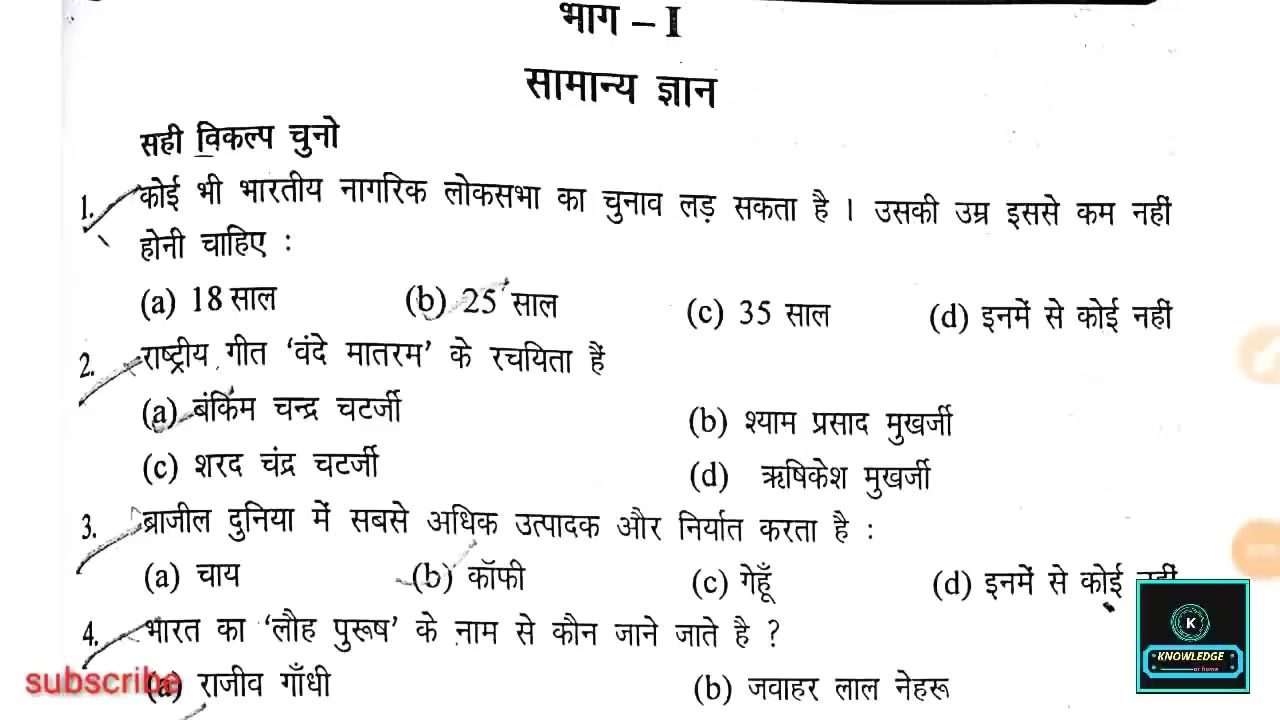 भाग – I
सामान्य ज्ञान
सही विकल्प चुनो
1. कोई भी भारतीय नागरिक लोकसभा का चुनाव लड़ सकता है । उसकी उम्र इससे कम नहीं
होनी चाहिए :
(a) 18 साल (b) 25 साल (c) 35 साल (d) इनमें से कोई नहीं
2. राष्ट्रीय गीत ‘वंदे मातरम’ के रचयिता हैं
(a) बंकिम चन्द्र चटर्जी (b) श्याम प्रसाद मुखर्जी
(c) शरद चंद्र चटर्जी (d) ऋषिकेश मुखर्जी
3. ब्राजील दुनिया में सबसे अधिक उत्पादक और निर्यात करता है :
(a) चाय (b) कॉफी (c) गेहूँ (d) इनमें से कोई
4. भारत का ‘लौह पुरूष’ के नाम से कौन जाने जाते है ?
(a) राजीव गाँधी (b) जवाहर लाल नेहरू
subscribe
K
KNOWLEDGE
or home